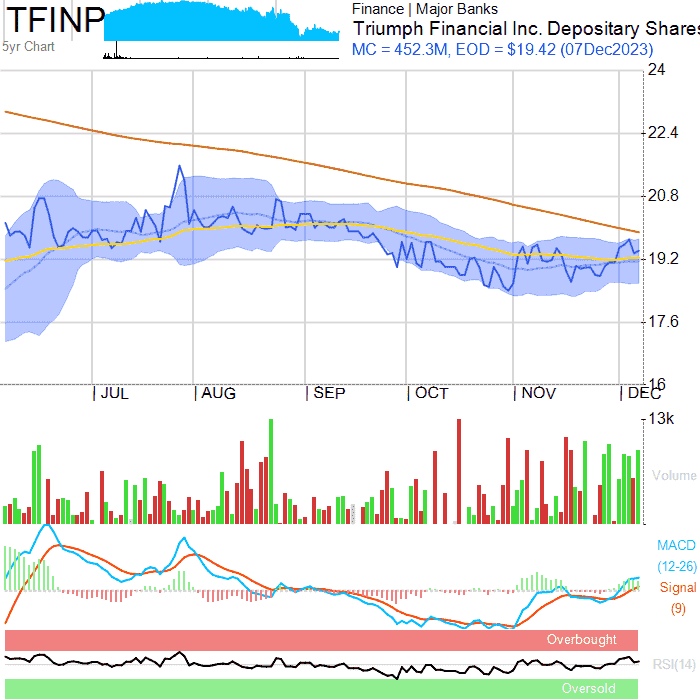 TFINP
5yr Chart
Finance | Major Banks
Triumph Financial Inc. Depositary Shares
MC = 452.3M, EOD = $19.42 (07Dec2023)
24
22.4
20.8
19.2
17.6
16
JUL AUG SEP OCT NOV DEC
13k
Volume
MACD
(12-26)
Signal
(9)
Overbought
RSI(14)
Oversold